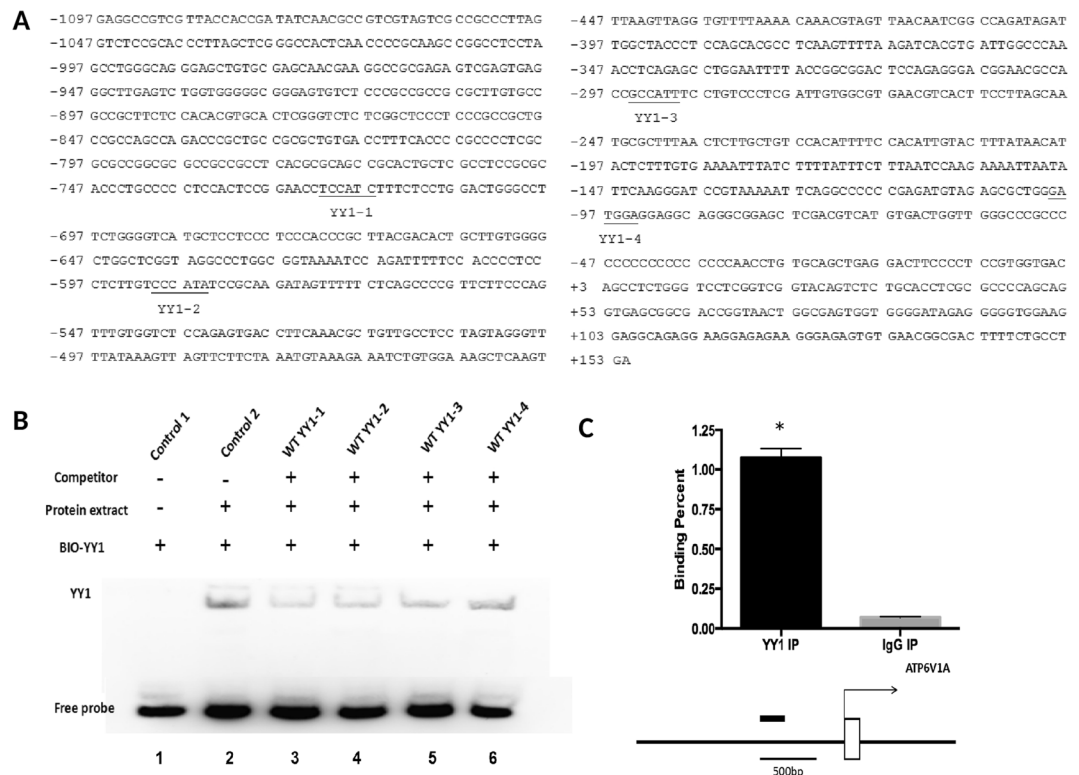 A
-1097 GAGGCCGTCG TTACCACCGA TATCAACGCC GTCGTAGTCG CCGCCCTTAG
-1047 GTCTCCGCAC CCTTAGCTCG GGCCACTCAA CCCCGCAAGC CGGCCTCCTA
-997 GCCTGGGCAG GGAGCTGTGC GAGCAACGAA GGCCGCGAGA GTCGAGTGAG
-947 GGCTTGAGTC TGGTGGGGGC GGGAGTGTCT CCCGCCGCCG CGCTTGTGCC
-897 GCCGCTTCTC CACACGTGCA CTCGGGTCTC TCGGCTCCCT CCCGCCGCTG
-847 CCGCCAGCCA GACCCGCTGC CGCCGCGCTG TGACCTTTCA CCCCGCCCCTCGC
-797 GCGCCGGCGC GCCGCCGCCT CACGCGCAGC CGCACTGCTC GCCTCCGCGC
-747 ACCCTGCCCC CTCCACTCCG GAACCTCCAT CTTTCTCCTG GACTGGGCCT
YY1-1
-697 TCTGGGGTCA TGCTCCTCCC TCCCACCCGC TTACGACACT GCTTGTGGGG
-647 CTGGCTCGGT AGGCCCTGGC GGTAAAATCC AGATTTTTCC ACCCCTCC
-597 CTCTTGTCCC ATATCCGCAA GATAGTTTTT CTCAGCCCCG TTCTTCCCAG
YY1-2
-547 TTTGTGGTCT CCAGAGTGAC CTTCAAACGC TGTTGCCTCC TAGTAGGGTT
-497 TTATAAAGTT AGTTCTTCTA AATGTAAAGA AATCTGTGGA AAGCTCAAGT
-447 TTAAGTTAGG TGTTTTAAAA CAAACGTAGT TAACAATCGG CCAGATAGAT
-397 TGGCTACCCT CCAGCACGCC TCAAGTTTTA AGATCACGTG ATTGGCCCAA
-347 ACCTCAGAGC CTGGAATTTT ACCGGCGGAC TCCAGAGGGA CGGAACGCCA
-297 CCGCCATTTC CTGTCCCTCG ATTGTGGCGT GAACGTCACT TCCTTAGCAA
YY1-3
-247 TGCGCTTTAA CTCTTGCTGT CCACATTTTC CACATTGTAC TTATAACAT
-197 ACTCTTTGTG AAAATTTATC TTTTATTTCT TTAATCCAAG AAAATTAATA
-147 TTCAAGGGAT CCGTAAAAAT TCAGGCCCCC CGAGATGTAG AGCGCTGGGA
-97 TGGAGGAGGC AGGGCGGAGC TCGACGTCAT GTGACTGGTT GGGCCCGCCC
YY1-4
-47 CCCCCCCCCC CCCCAACCTG TGCAGCTGAG GACTTCCCCT CCGTGGTGAC
+3 AGCCTCTGGG TCCTCGGTCG GTACAGTCTC TGCACCTCGC GCCCCAGCAG
+53 GTGAGCGGCG ACCGGTAACT GGCGAGTGGT GGGGATAGAG GGGGTGGAAG
+103 GAGGCAGAGG AAGGAGAGAA GGGAGAGTGT GAACGGCGAC TTTTCTGCCT
+153 GA
B
Control 1 Control 2 WT YY1-1 WT YY1-2 WT YY1-3 WT YY1-4
Competitor - - + + + +
Protein extract - + + + + +
BIO-YY1 + + + + + +
YY1
Free probe
1 2 3 4 5 6
C
*
1.25
1.00
0.75
0.50
0.25
0.00
Binding Percent
YY1 IP IgG IP
ATP6V1A
500bp